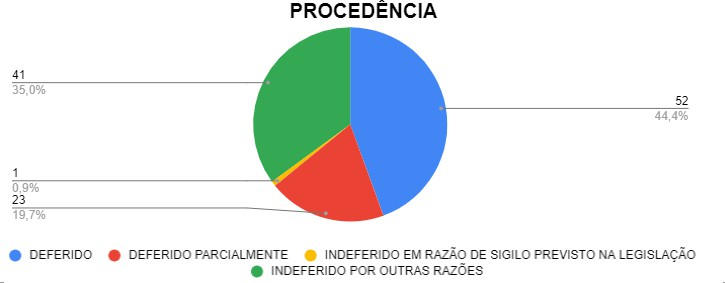 PROCEDÊNCIA
41
35,0%
52
44,4%
1
0,9%
23
19,7%
DEFERIDO
DEFERIDO PARCIALMENTE
INDEFERIDO EM RAZÃO DE SIGILO PREVISTO NA LEGISLAÇÃO
INDEFERIDO POR OUTRAS RAZÕES